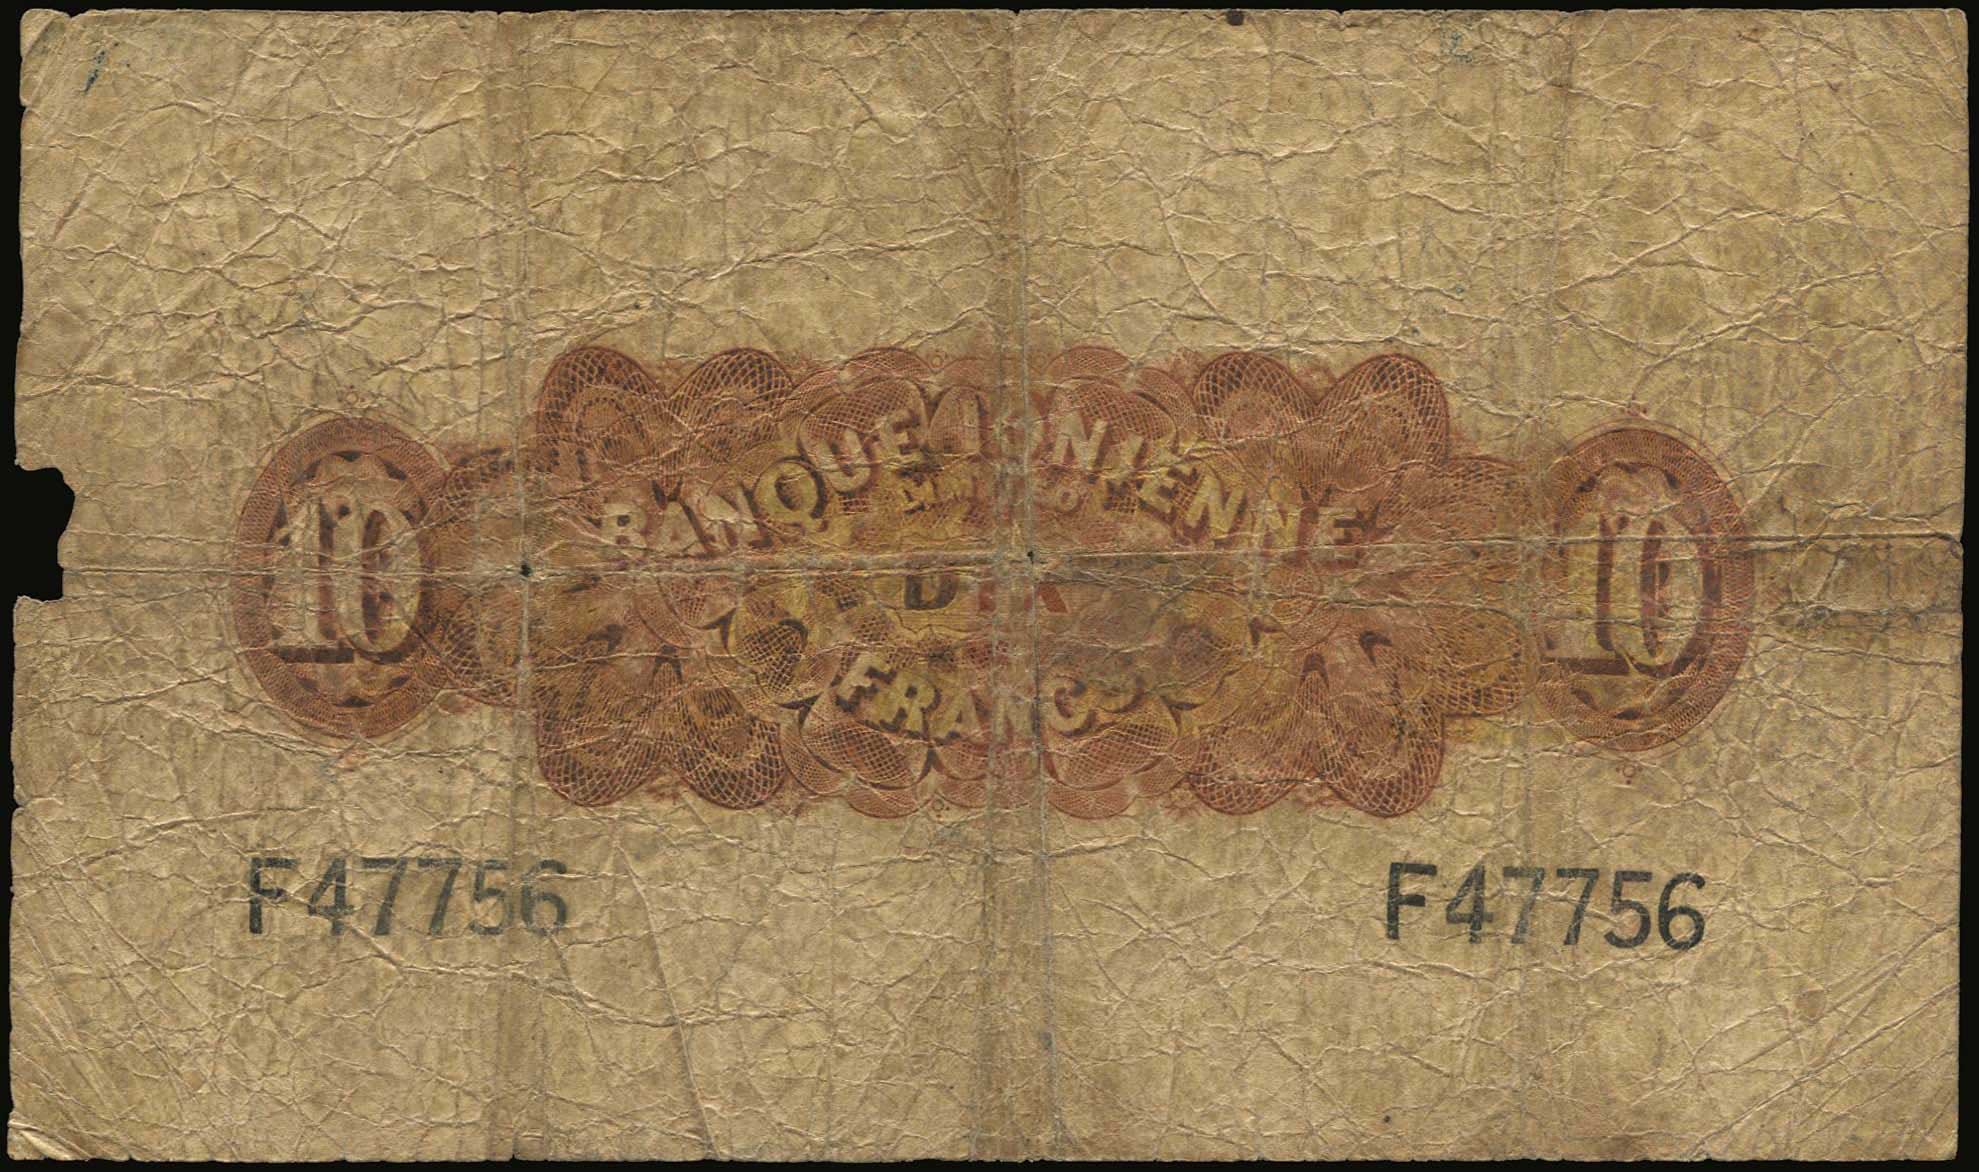 BANQUE IONIENNE
10
DIX
10
FRANCS
F47756
F47756